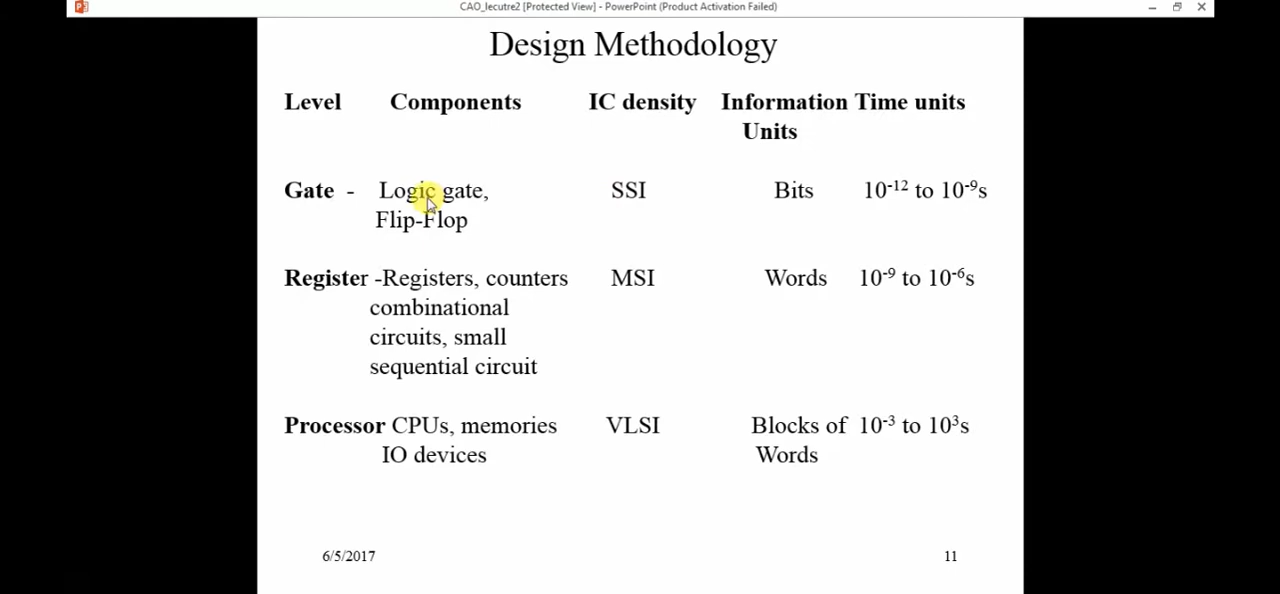 CAO_lecutre2 [Protected View] - PowerPoint (Product Activation Failed)
Design Methodology
Level Components IC density Information Time units
Units
Gate - Logic gate, SSI Bits 10⁻¹² to 10⁻⁹s
Flip-Flop
Register -Registers, counters MSI Words 10⁻⁹ to 10⁻⁶s
combinational
circuits, small
sequential circuit
Processor CPUs, memories VLSI Blocks of 10⁻³ to 10³s
IO devices Words
6/5/2017 11